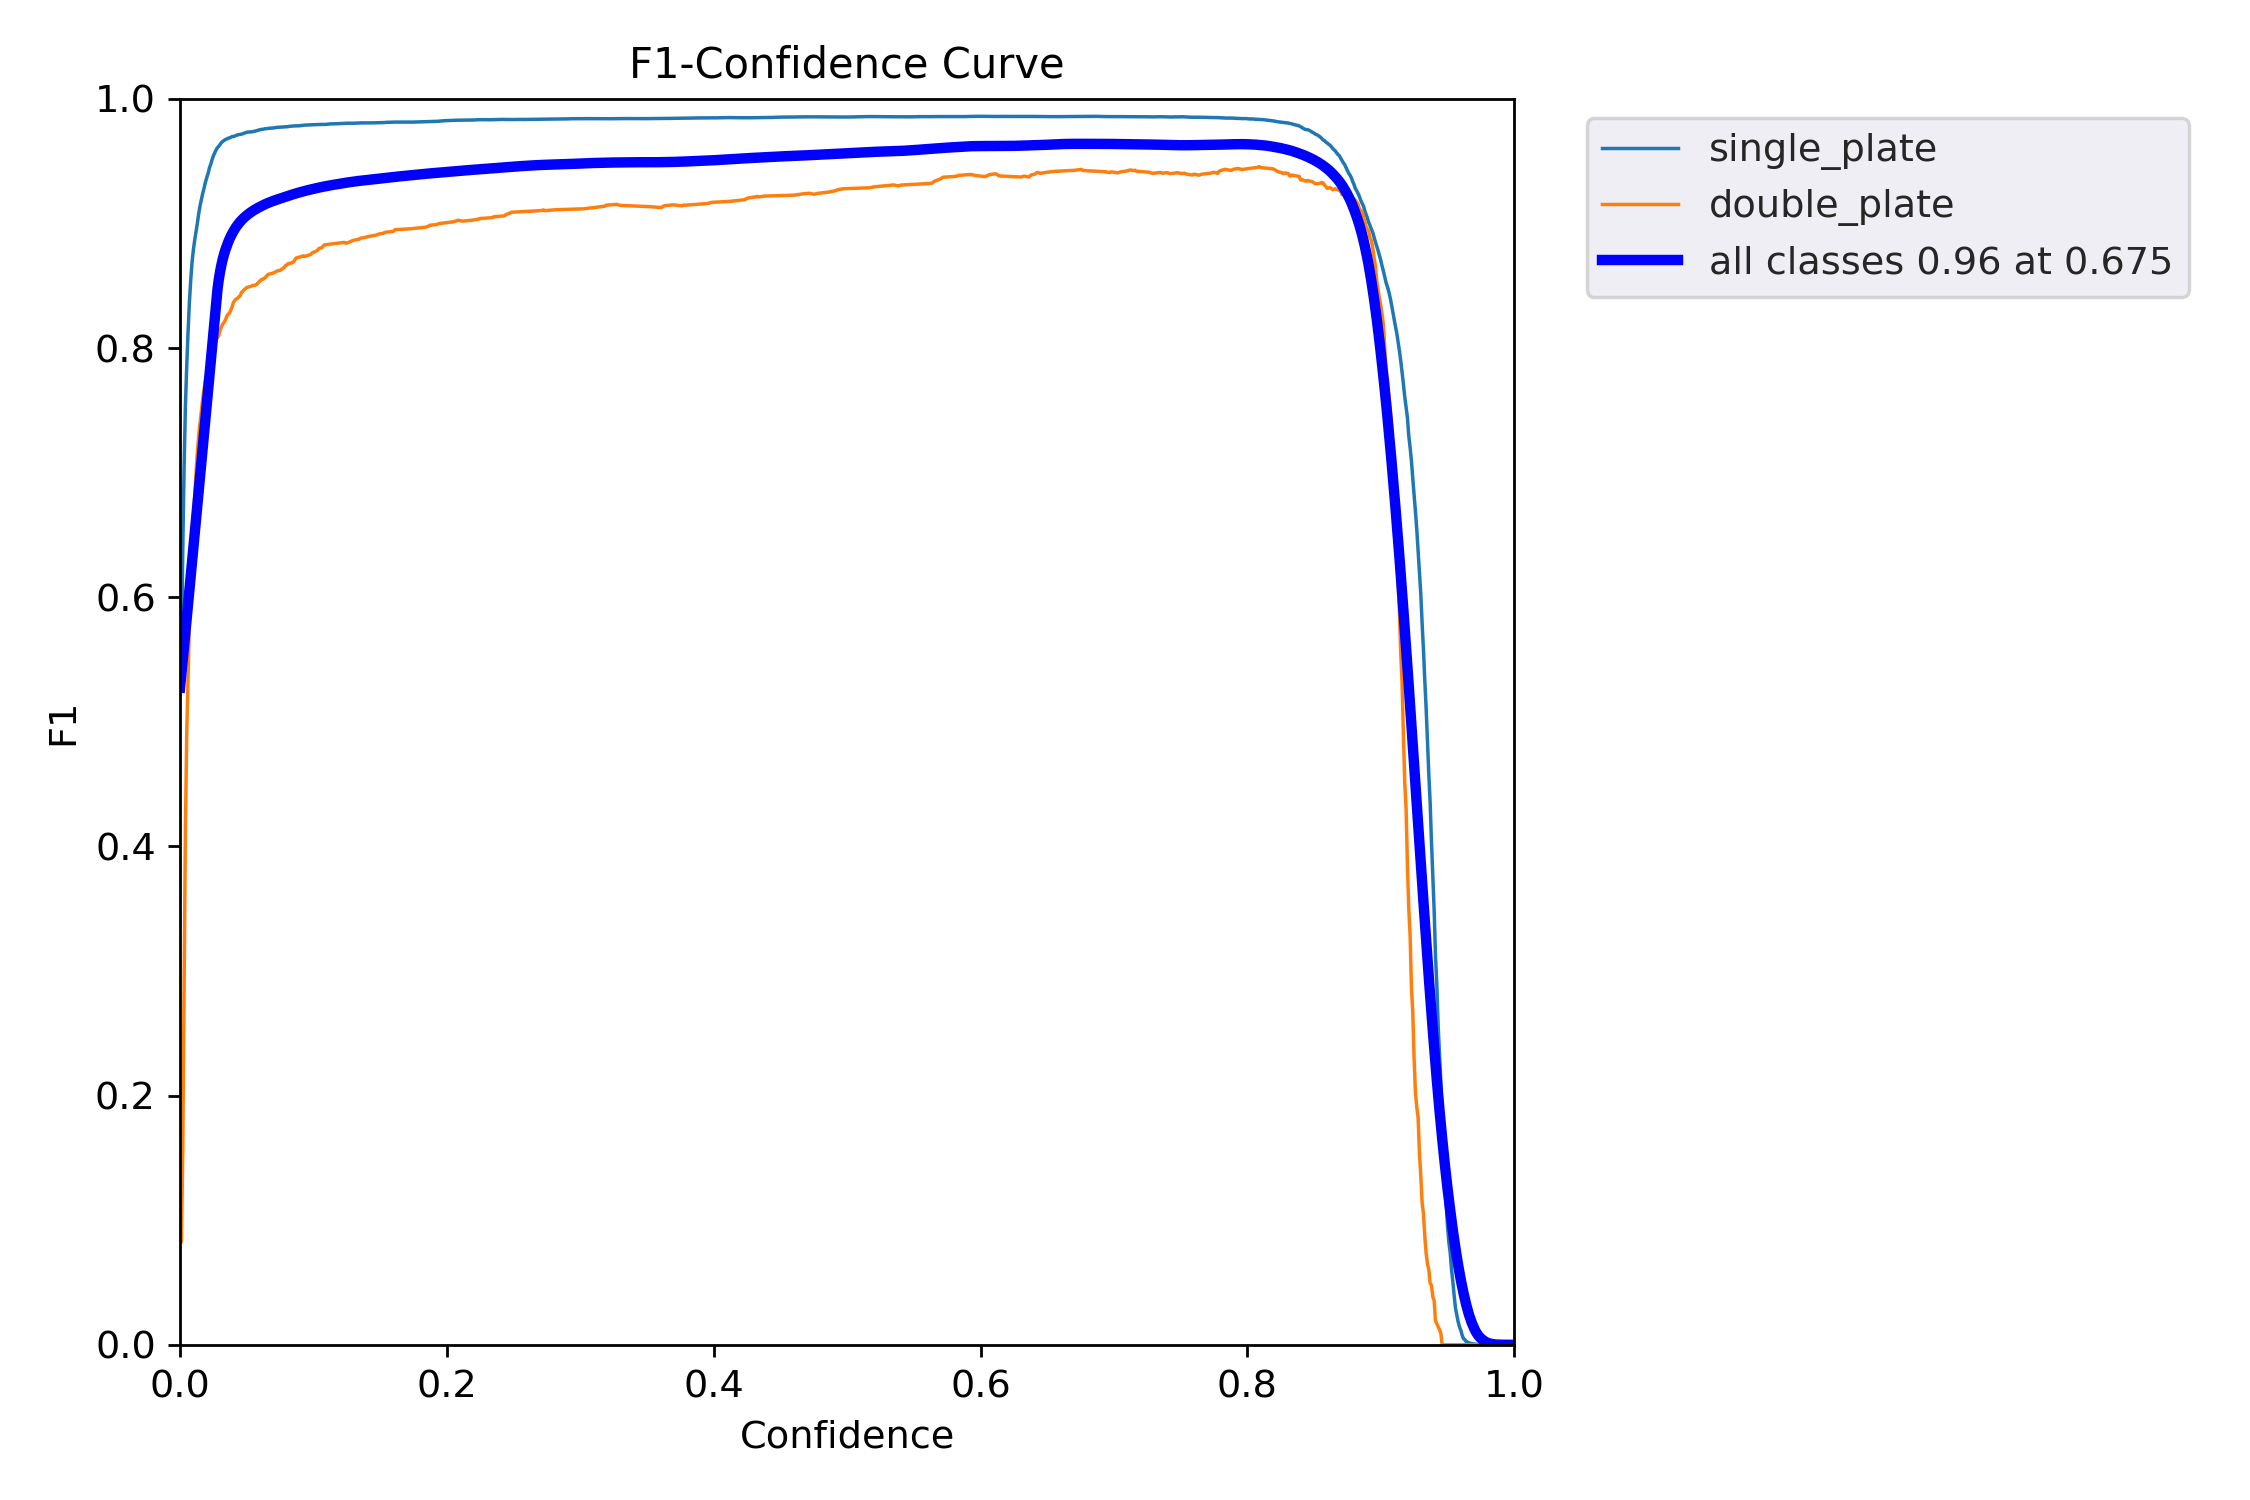 F1-Confidence Curve
1.0
0.8
0.6
0.4
0.2
0.0
F1
0.0 0.2 0.4 0.6 0.8 1.0
Confidence
single_plate
double_plate
all classes 0.96 at 0.675